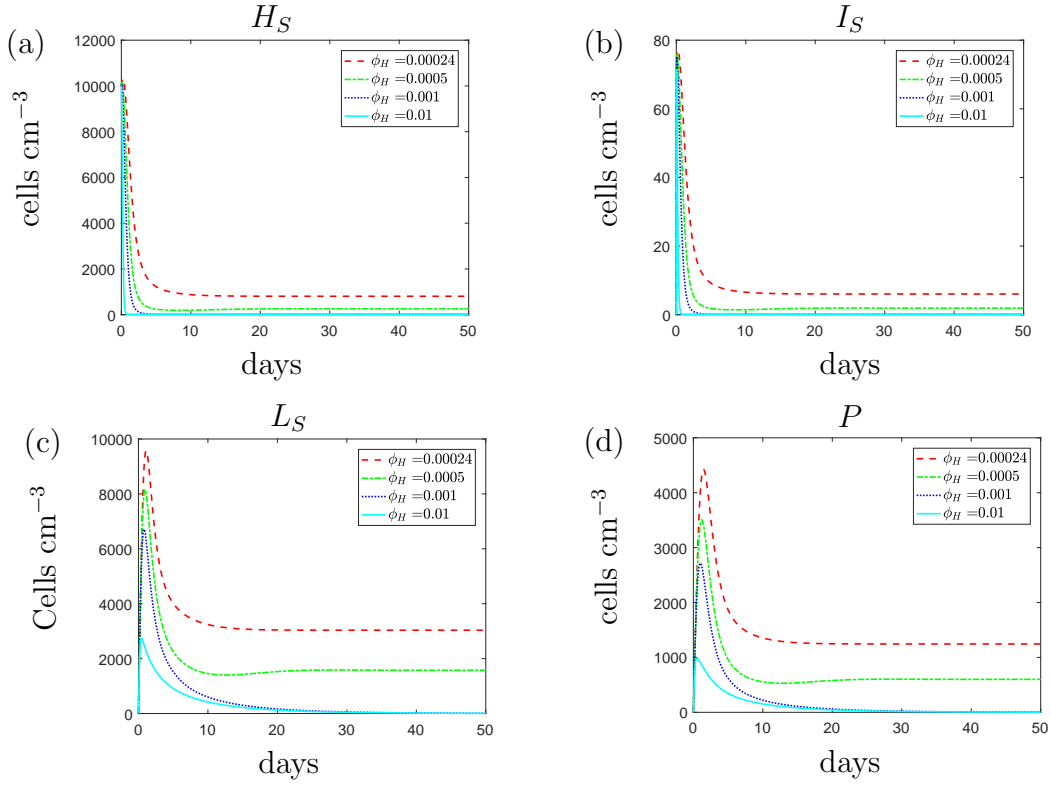 (a)
H_S
12000
10000
8000
6000
4000
2000
0
0 10 20 30 40 50
cells cm⁻³
days
ϕ_H =0.00024
ϕ_H =0.0005
ϕ_H =0.001
ϕ_H =0.01
(b)
I_S
80
60
40
20
0
0 10 20 30 40 50
cells cm⁻³
days
ϕ_H =0.00024
ϕ_H =0.0005
ϕ_H =0.001
ϕ_H =0.01
(c)
L_S
10000
8000
6000
4000
2000
0
0 10 20 30 40 50
Cells cm⁻³
days
ϕ_H =0.00024
ϕ_H =0.0005
ϕ_H =0.001
ϕ_H =0.01
(d)
P
5000
4000
3000
2000
1000
0
0 10 20 30 40 50
cells cm⁻³
days
ϕ_H =0.00024
ϕ_H =0.0005
ϕ_H =0.001
ϕ_H =0.01